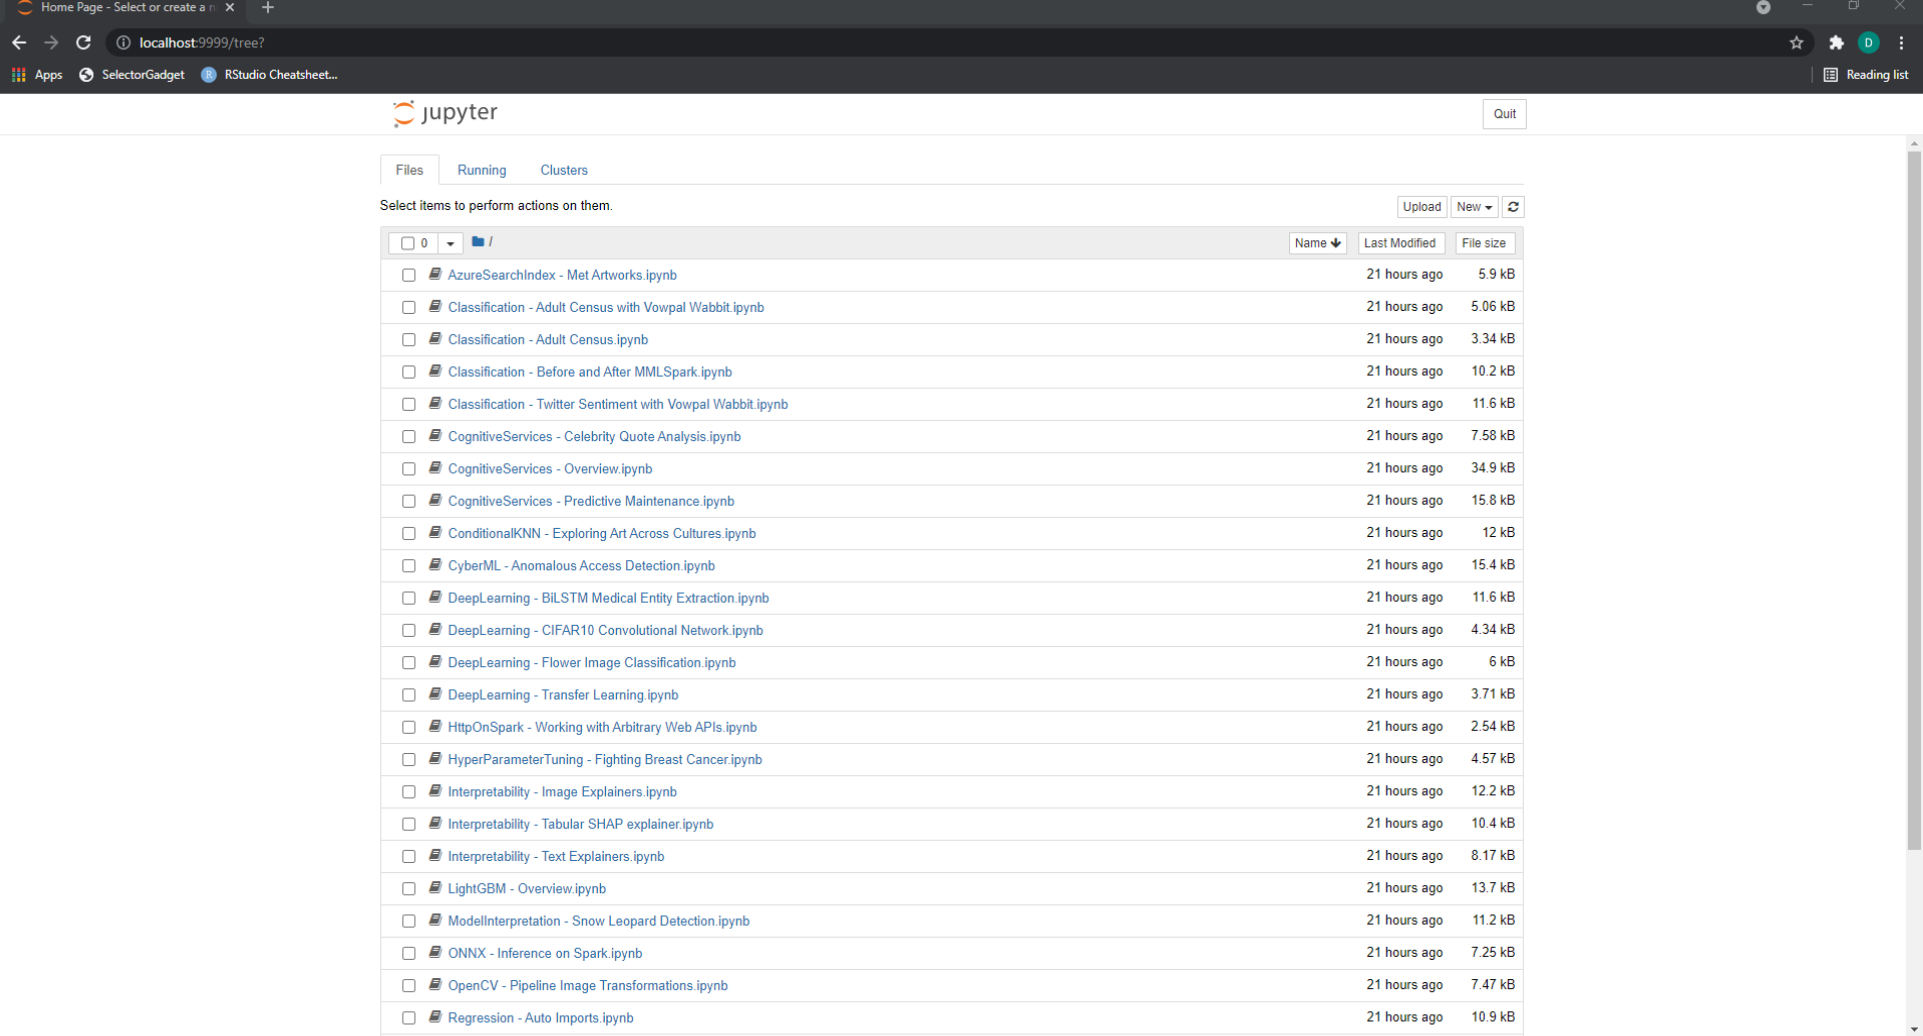 Home Page - Select or create a n
localhost:9999/tree?
D
Apps SelectorGadget R RStudio Cheatsheet... Reading list
jupyter Quit
Files Running Clusters
Select items to perform actions on them. Upload New
0 / Name Last Modified File size
AzureSearchIndex - Met Artworks.ipynb 21 hours ago 5.9 kB
Classification - Adult Census with Vowpal Wabbit.ipynb 21 hours ago 5.06 kB
Classification - Adult Census.ipynb 21 hours ago 3.34 kB
Classification - Before and After MMLSpark.ipynb 21 hours ago 10.2 kB
Classification - Twitter Sentiment with Vowpal Wabbit.ipynb 21 hours ago 11.6 kB
CognitiveServices - Celebrity Quote Analysis.ipynb 21 hours ago 7.58 kB
CognitiveServices - Overview.ipynb 21 hours ago 34.9 kB
CognitiveServices - Predictive Maintenance.ipynb 21 hours ago 15.8 kB
ConditionalKNN - Exploring Art Across Cultures.ipynb 21 hours ago 12 kB
CyberML - Anomalous Access Detection.ipynb 21 hours ago 15.4 kB
DeepLearning - BiLSTM Medical Entity Extraction.ipynb 21 hours ago 11.6 kB
DeepLearning - CIFAR10 Convolutional Network.ipynb 21 hours ago 4.34 kB
DeepLearning - Flower Image Classification.ipynb 21 hours ago 6 kB
DeepLearning - Transfer Learning.ipynb 21 hours ago 3.71 kB
HttpOnSpark - Working with Arbitrary Web APIs.ipynb 21 hours ago 2.54 kB
HyperParameterTuning - Fighting Breast Cancer.ipynb 21 hours ago 4.57 kB
Interpretability - Image Explainers.ipynb 21 hours ago 12.2 kB
Interpretability - Tabular SHAP explainer.ipynb 21 hours ago 10.4 kB
Interpretability - Text Explainers.ipynb 21 hours ago 8.17 kB
LightGBM - Overview.ipynb 21 hours ago 13.7 kB
ModelInterpretation - Snow Leopard Detection.ipynb 21 hours ago 11.2 kB
ONNX - Inference on Spark.ipynb 21 hours ago 7.25 kB
OpenCV - Pipeline Image Transformations.ipynb 21 hours ago 7.47 kB
Regression - Auto Imports.ipynb 21 hours ago 10.9 kB